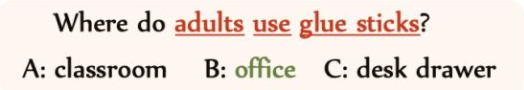 Where do adults use glue sticks?
A: classroom B: office C: desk drawer